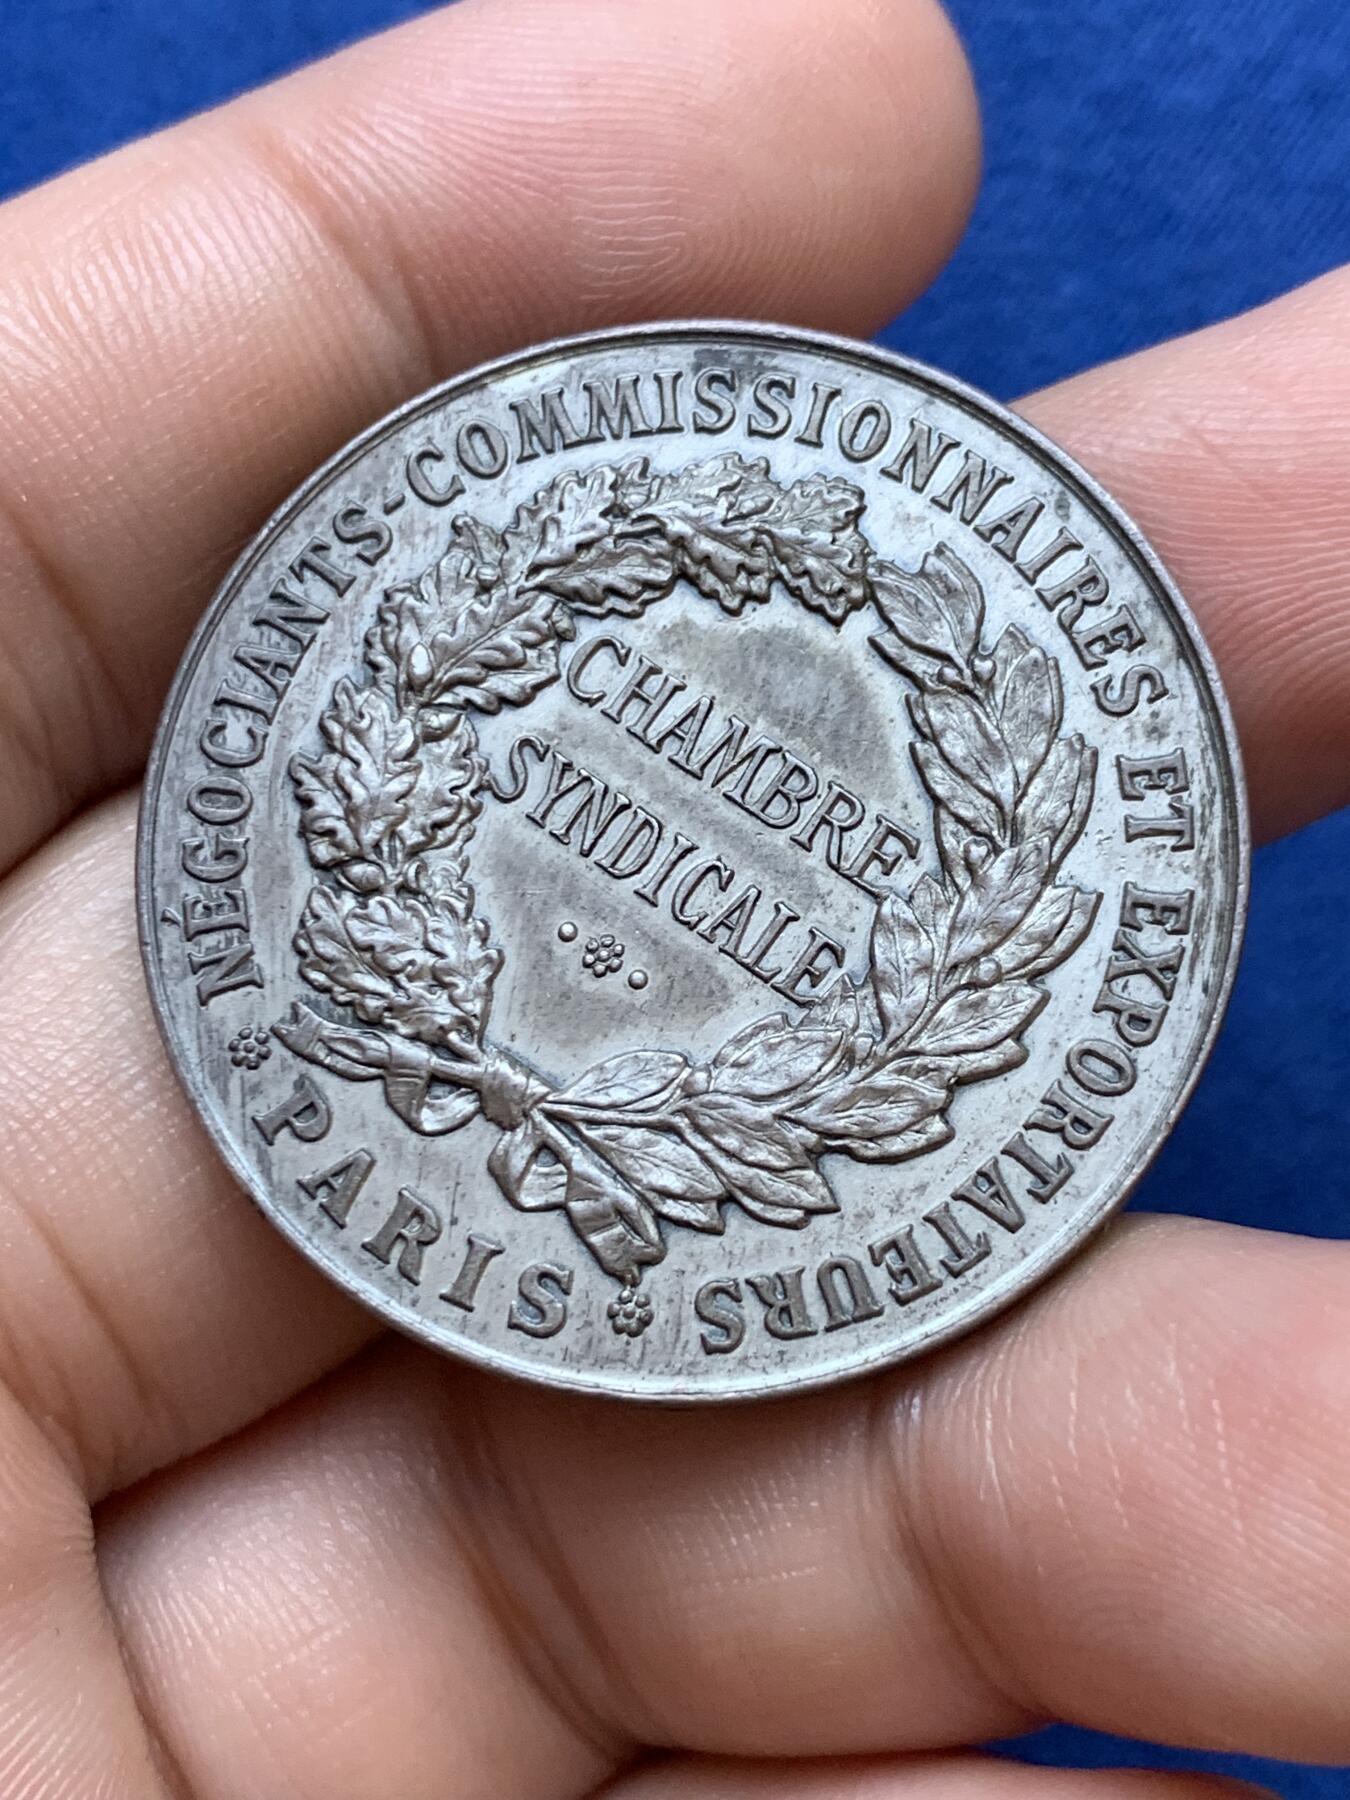 NÉGOCIANTS-COMMISSIONNAIRES ET EXPORTATEURS
CHAMBRE
SYNDICALE
PARIS